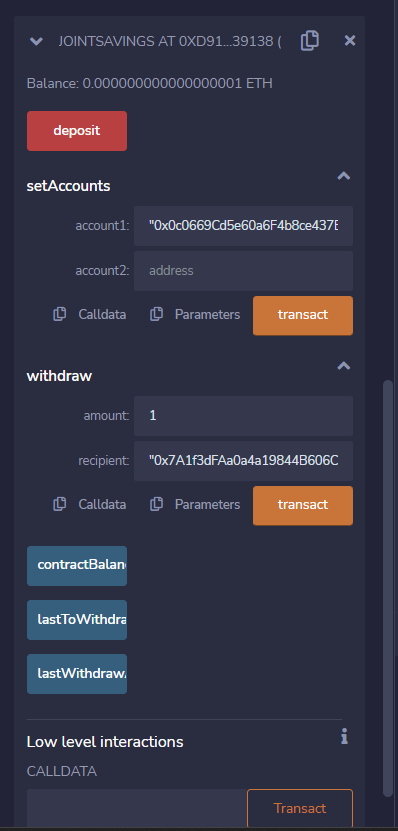 JOINTSAVINGS AT 0XD91...39138 (
Balance: 0.000000000000000001 ETH
deposit
setAccounts
account1: "0x0c0669Cd5e60a6F4b8ce437E
account2: address
Calldata Parameters transact
withdraw
amount: 1
recipient: "0x7A1f3dFAa0a4a19844B606C
Calldata Parameters transact
contractBalan
lastToWithdra
lastWithdrawA
Low level interactions
CALLDATA
Transact